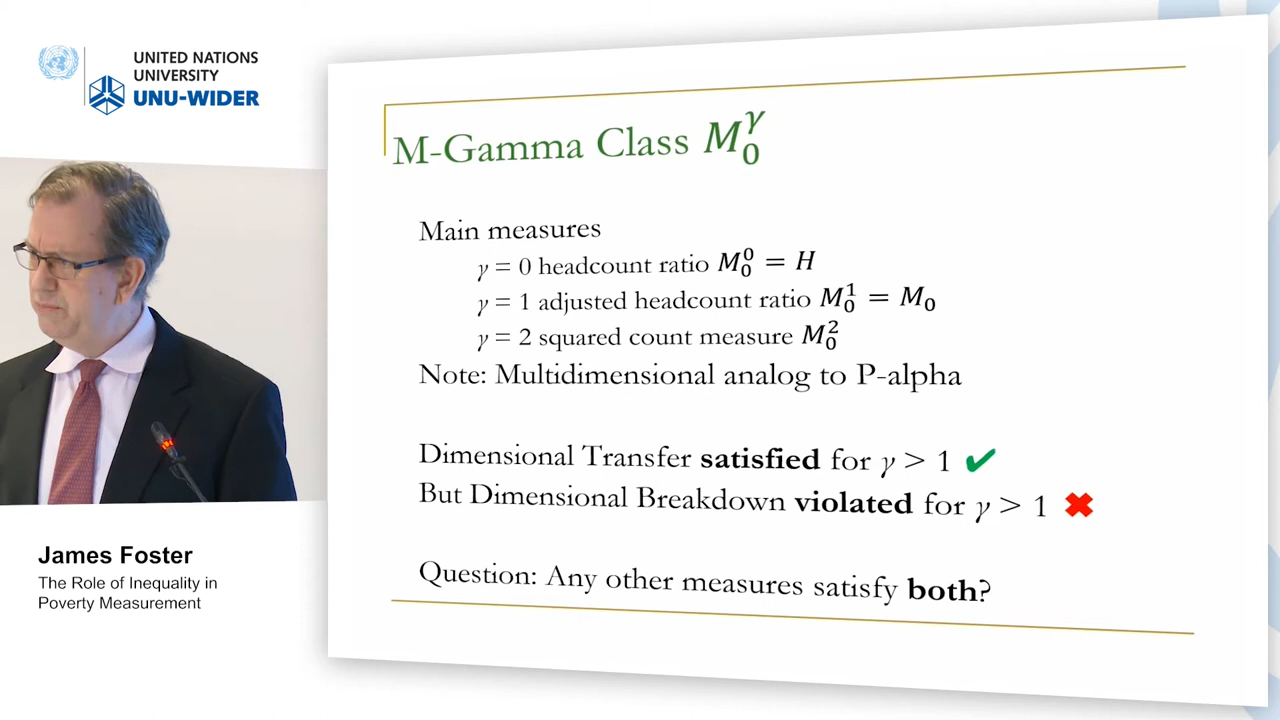 UNITED NATIONS
UNIVERSITY
UNU-WIDER
M-Gamma Class M₀^γ
Main measures
γ = 0 headcount ratio M₀⁰ = H
γ = 1 adjusted headcount ratio M₀¹ = M₀
γ = 2 squared count measure M₀²
Note: Multidimensional analog to P-alpha
Dimensional Transfer satisfied for γ > 1 ✔
But Dimensional Breakdown violated for γ > 1 ✖
Question: Any other measures satisfy both?
James Foster
The Role of Inequality in
Poverty Measurement